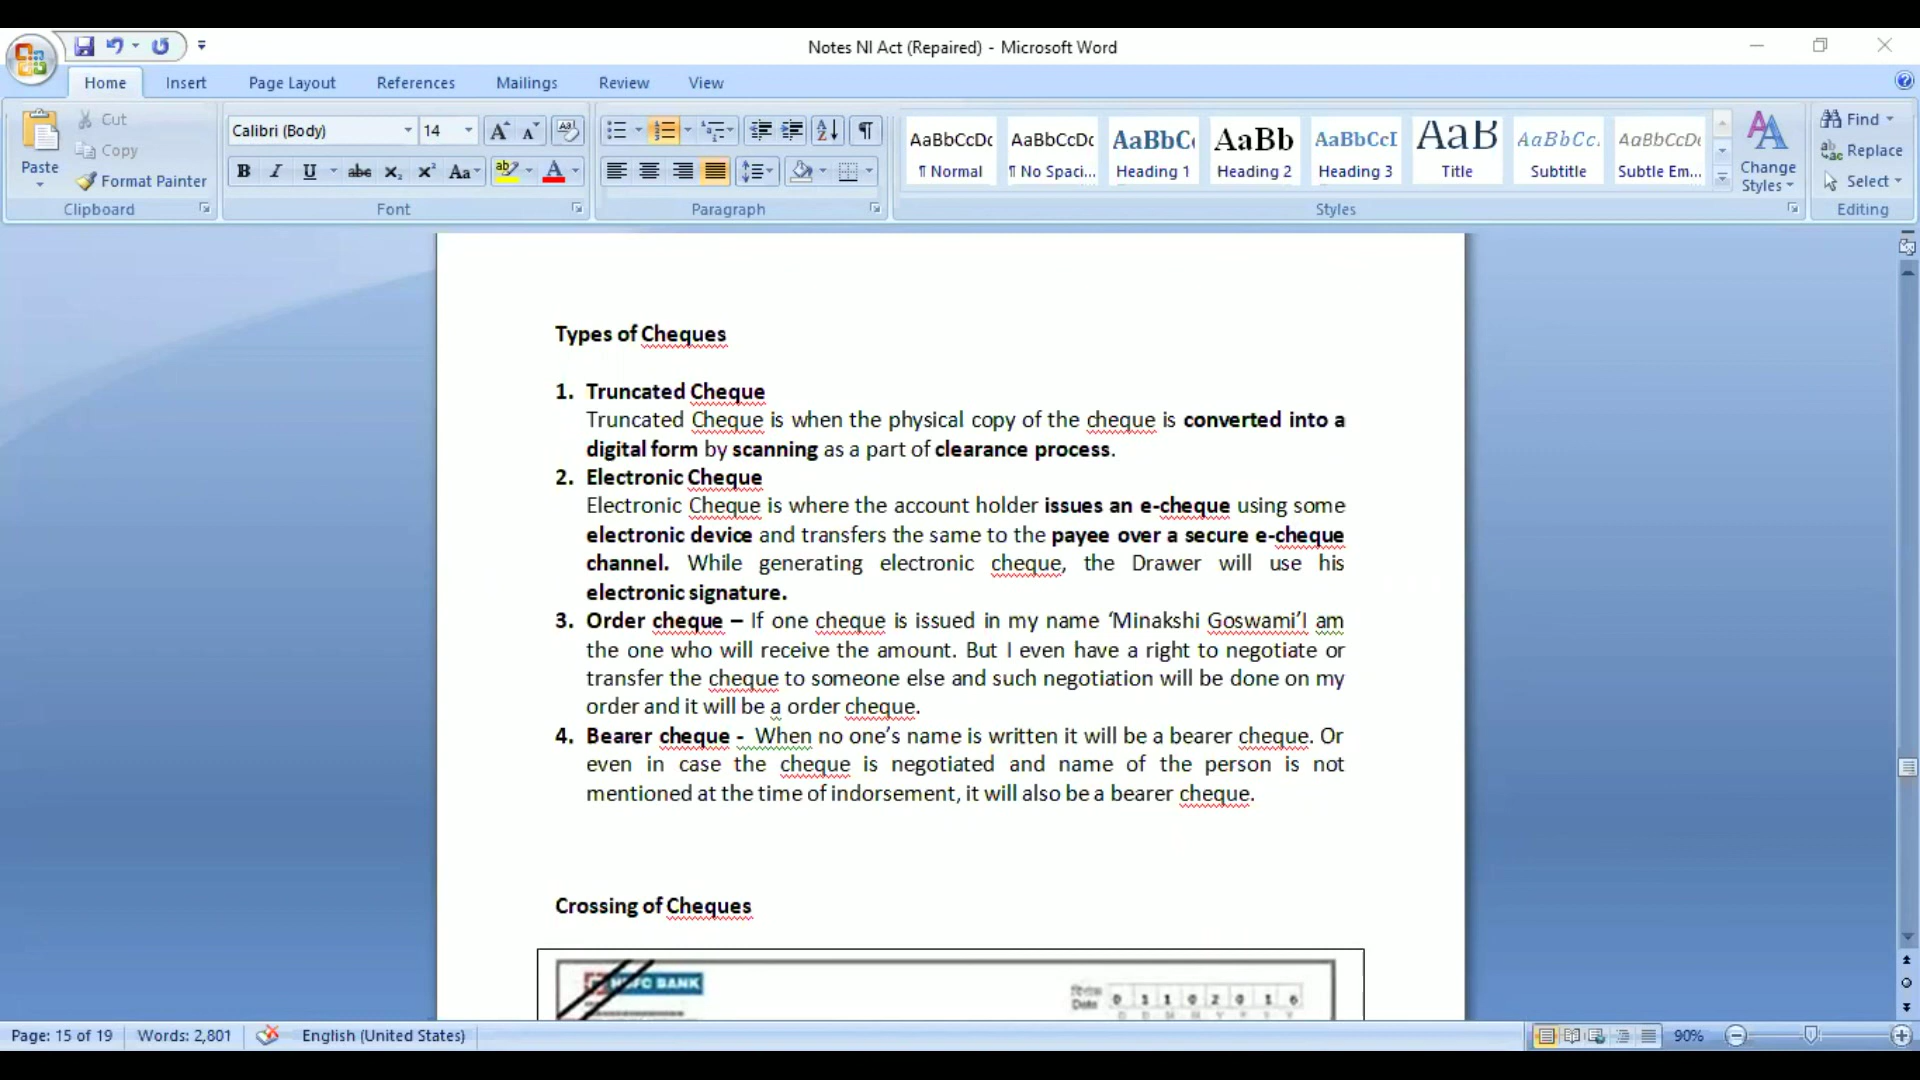 Notes NI Act (Repaired) - Microsoft Word
Home Insert Page Layout References Mailings Review View
Paste
Cut
Copy
Format Painter
Clipboard
Calibri (Body) 14
Font
Paragraph
AaBbCcDc AaBbCcDc AaBbC AaBb AaBbCcI AaB AaBbCc. AaBbCcDc
¶ Normal ¶ No Spaci... Heading 1 Heading 2 Heading 3 Title Subtitle Subtle Em...
Change Styles
Styles
Find
Replace
Select
Editing
Types of Cheques
1. Truncated Cheque
Truncated Cheque is when the physical copy of the cheque is converted into a
digital form by scanning as a part of clearance process.
2. Electronic Cheque
Electronic Cheque is where the account holder issues an e-cheque using some
electronic device and transfers the same to the payee over a secure e-cheque
channel. While generating electronic cheque, the Drawer will use his
electronic signature.
3. Order cheque – If one cheque is issued in my name ‘Minakshi Goswami’I am
the one who will receive the amount. But I even have a right to negotiate or
transfer the cheque to someone else and such negotiation will be done on my
order and it will be a order cheque.
4. Bearer cheque - When no one’s name is written it will be a bearer cheque. Or
even in case the cheque is negotiated and name of the person is not
mentioned at the time of indorsement, it will also be a bearer cheque.
Crossing of Cheques
BANK
Date 0 1 1 0 2 0 1 6
Page: 15 of 19 Words: 2,801 English (United States) 90%